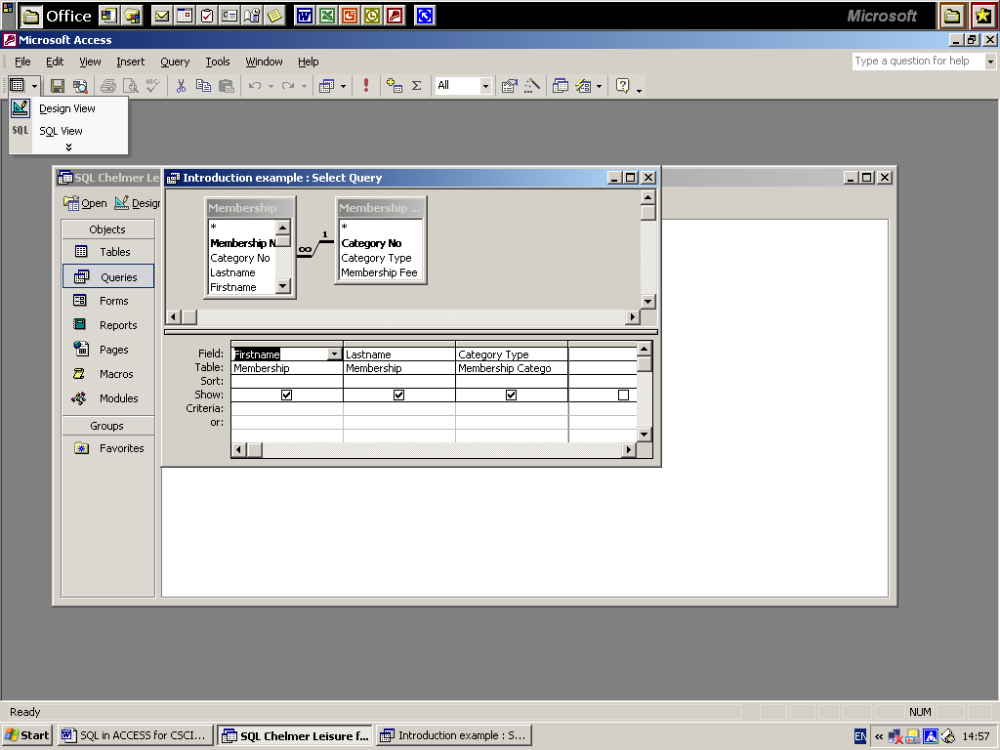 Office
Microsoft
Microsoft Access
File Edit View Insert Query Tools Window Help
Type a question for help
All
Design View
SQL SQL View
SQL Chelmer Le
Introduction example : Select Query
Open Design
Objects
Tables
Queries
Forms
Reports
Pages
Macros
Modules
Groups
Favorites
Membership
*
Membership N
Category No
Lastname
Firstname
∞ 1
Membership ...
*
Category No
Category Type
Membership Fee
Field: Firstname Lastname Category Type
Table: Membership Membership Membership Catego
Sort:
Show:
Criteria:
or:
Ready
NUM
Start
SQL in ACCESS for CSCI...
SQL Chelmer Leisure f...
Introduction example : S...
EN
«
14:57